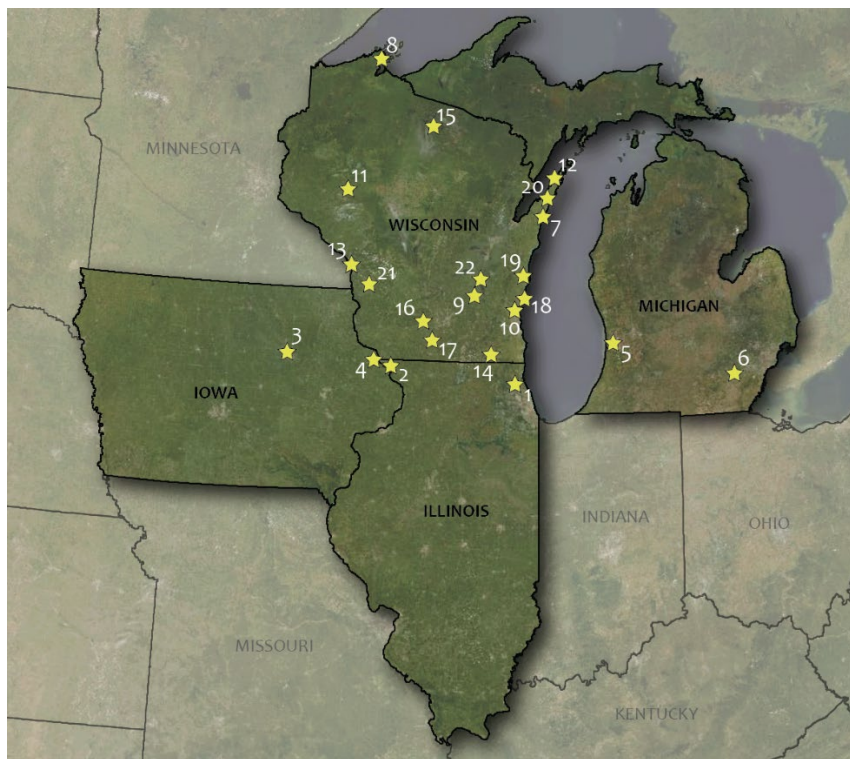 8
15
MINNESOTA
11
12
20
WISCONSIN
7
13
22
19
21
9
18
MICHIGAN
16
10
3
17
5
4
2
14
6
1
IOWA
ILLINOIS
INDIANA
OHIO
MISSOURI
KENTUCKY